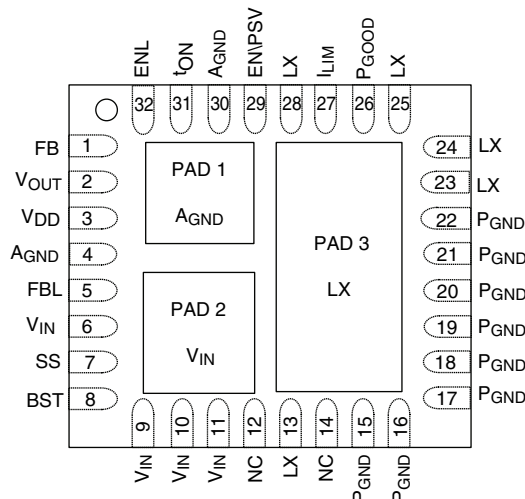 ENL
tON
AGND
EN\PSV
LX
ILIM
PGOOD
LX
32 31 30 29 28 27 26 25
FB 1
VOUT 2
VDD 3
AGND 4
FBL 5
VIN 6
SS 7
BST 8
PAD 1
AGND
PAD 2
VIN
PAD 3
LX
24 LX
23 LX
22 PGND
21 PGND
20 PGND
19 PGND
18 PGND
17 PGND
9 10 11 12 13 14 15 16
VIN
VIN
VIN
NC
LX
NC
PGND
PGND